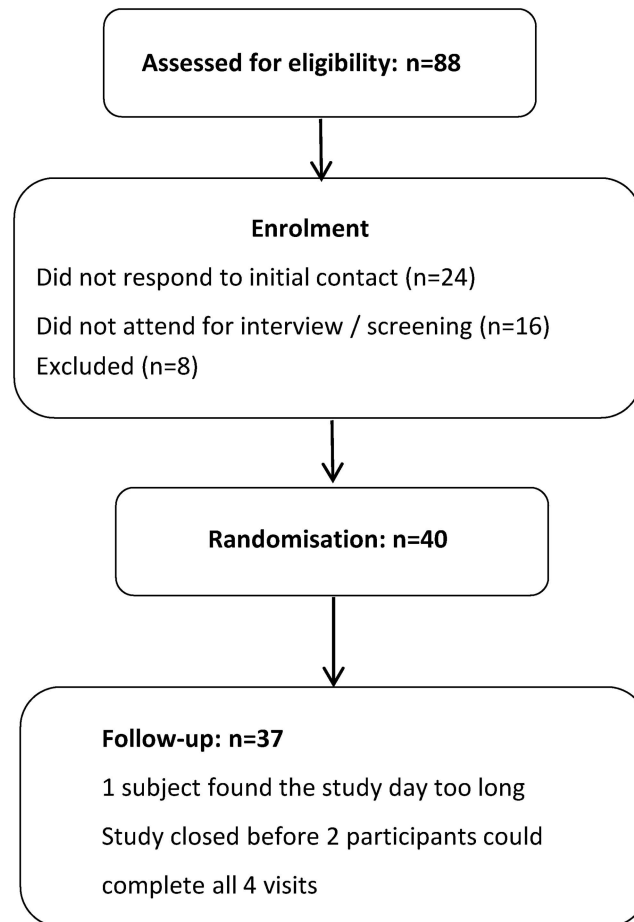 Assessed for eligibility: n=88
Enrolment
Did not respond to initial contact (n=24)
Did not attend for interview / screening (n=16)
Excluded (n=8)
Randomisation: n=40
Follow-up: n=37
1 subject found the study day too long
Study closed before 2 participants could
complete all 4 visits